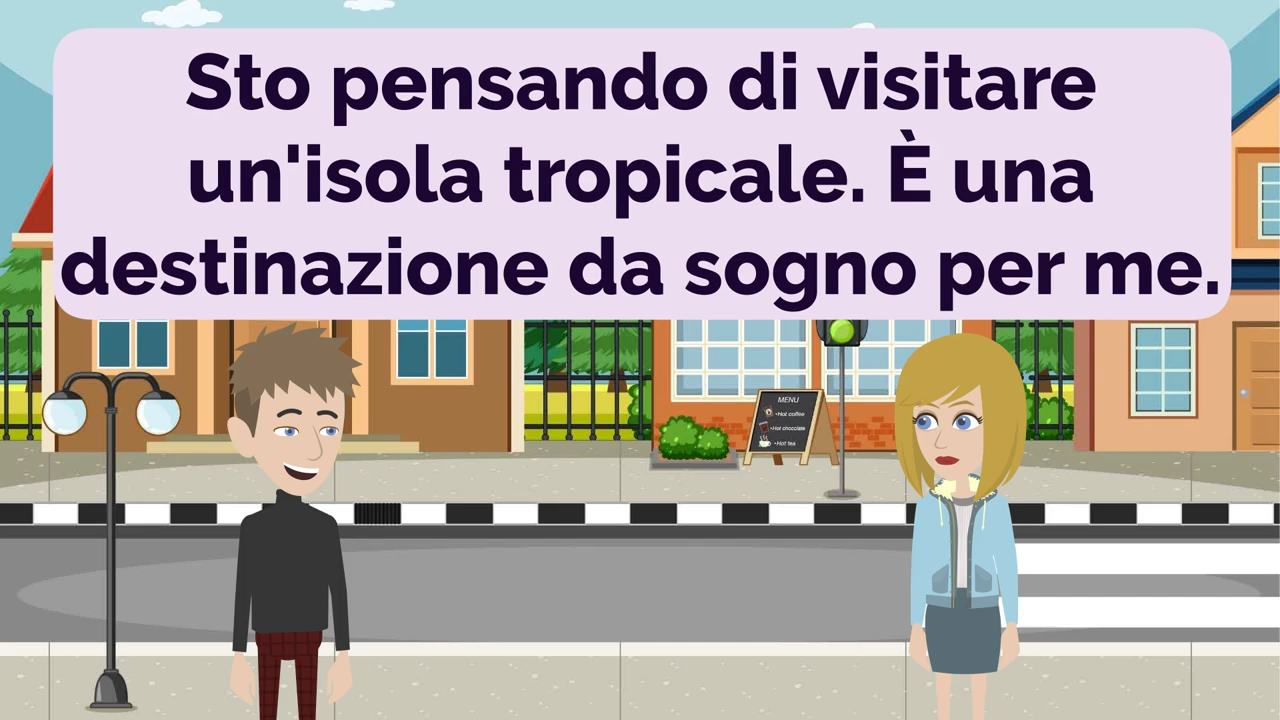 Sto pensando di visitare
un'isola tropicale. È una
destinazione da sogno per me.
MENU
•Hot coffee
•Hot chocolate
•Hot tea